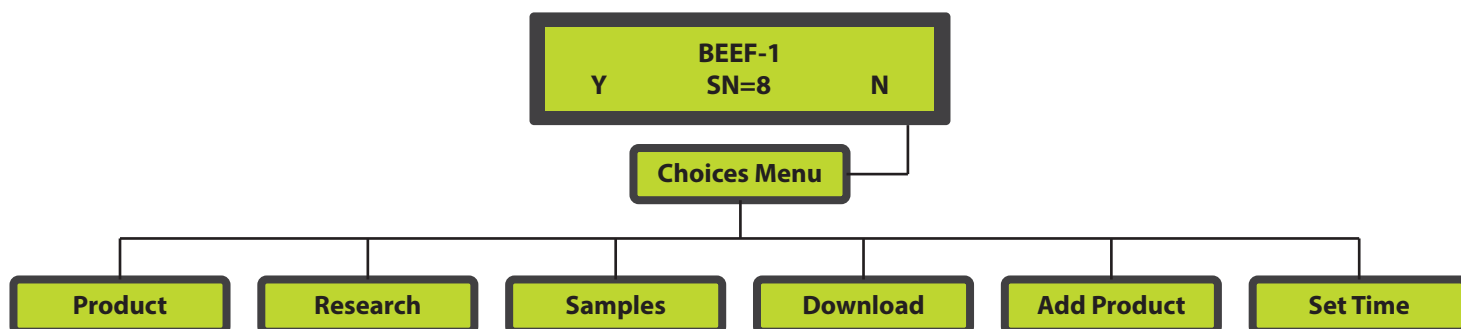 BEEF-1
Y SN=8 N
Choices Menu
Product Research Samples Download Add Product Set Time